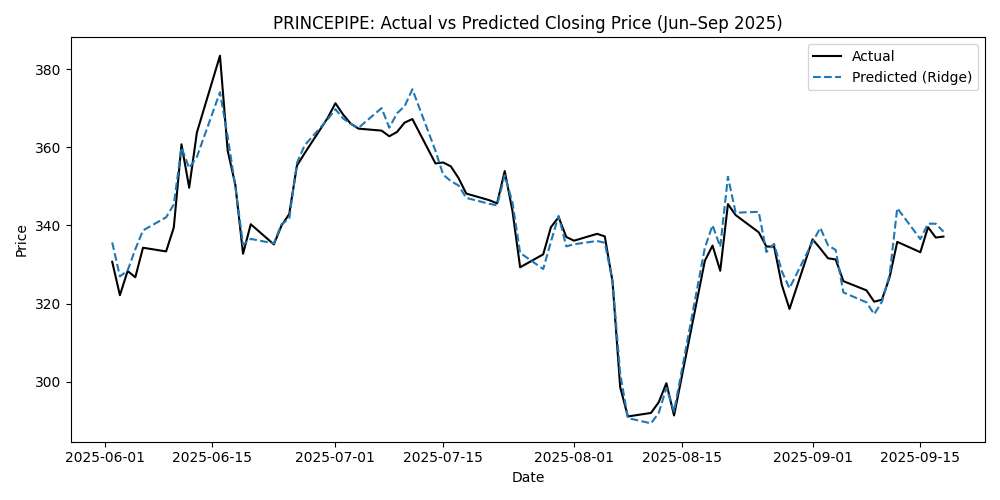 PRINCEPIPE: Actual vs Predicted Closing Price (Jun–Sep 2025)
Actual
Predicted (Ridge)
Price
380
360
340
320
300
2025-06-01 2025-06-15 2025-07-01 2025-07-15 2025-08-01 2025-08-15 2025-09-01 2025-09-15
Date